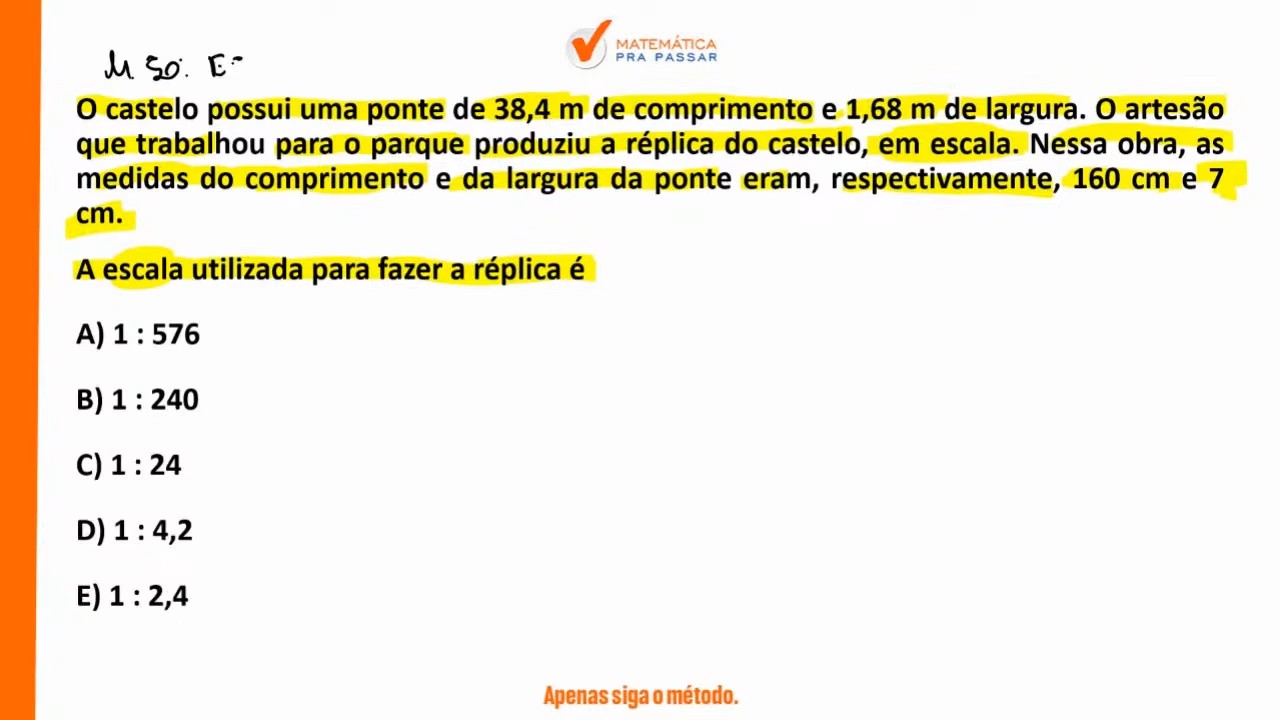 MATEMÁTICA
PRA PASSAR
M 50. E:
O castelo possui uma ponte de 38,4 m de comprimento e 1,68 m de largura. O artesão
que trabalhou para o parque produziu a réplica do castelo, em escala. Nessa obra, as
medidas do comprimento e da largura da ponte eram, respectivamente, 160 cm e 7
cm.
A escala utilizada para fazer a réplica é
A) 1 : 576
B) 1 : 240
C) 1 : 24
D) 1 : 4,2
E) 1 : 2,4
Apenas siga o método.